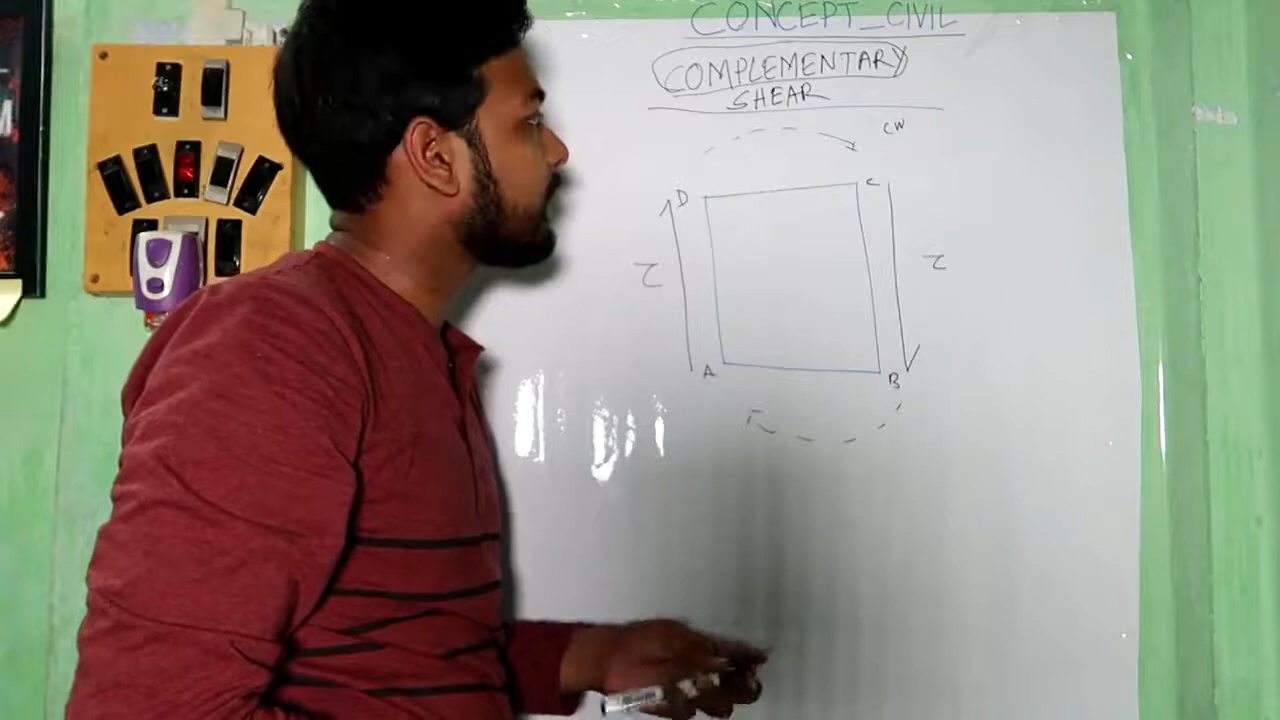 CONCEPT_CIVIL
COMPLEMENTARY
SHEAR
CW
D C
τ τ
A B